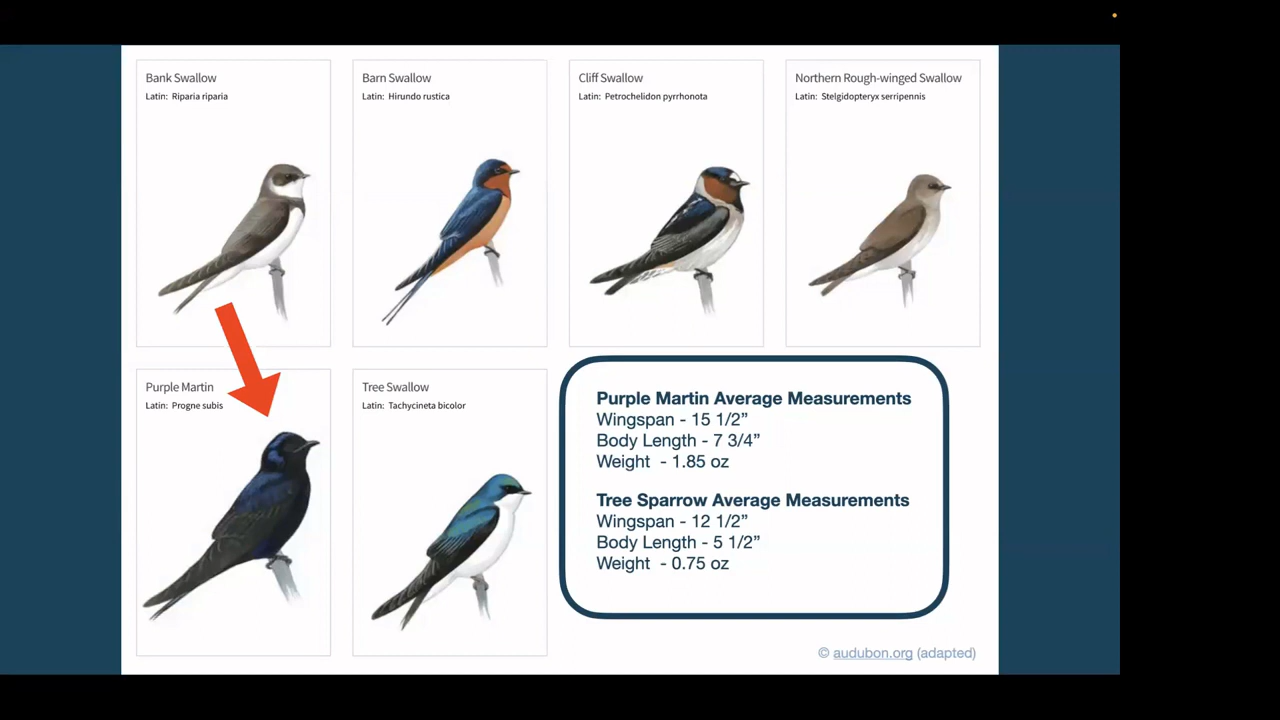 Bank Swallow
Latin: Riparia riparia
Barn Swallow
Latin: Hirundo rustica
Cliff Swallow
Latin: Petrochelidon pyrrhonota
Northern Rough-winged Swallow
Latin: Stelgidopteryx serripennis
Purple Martin
Latin: Progne subis
Tree Swallow
Latin: Tachycineta bicolor
Purple Martin Average Measurements
Wingspan - 15 1/2”
Body Length - 7 3/4”
Weight - 1.85 oz
Tree Sparrow Average Measurements
Wingspan - 12 1/2”
Body Length - 5 1/2”
Weight - 0.75 oz
© audubon.org (adapted)